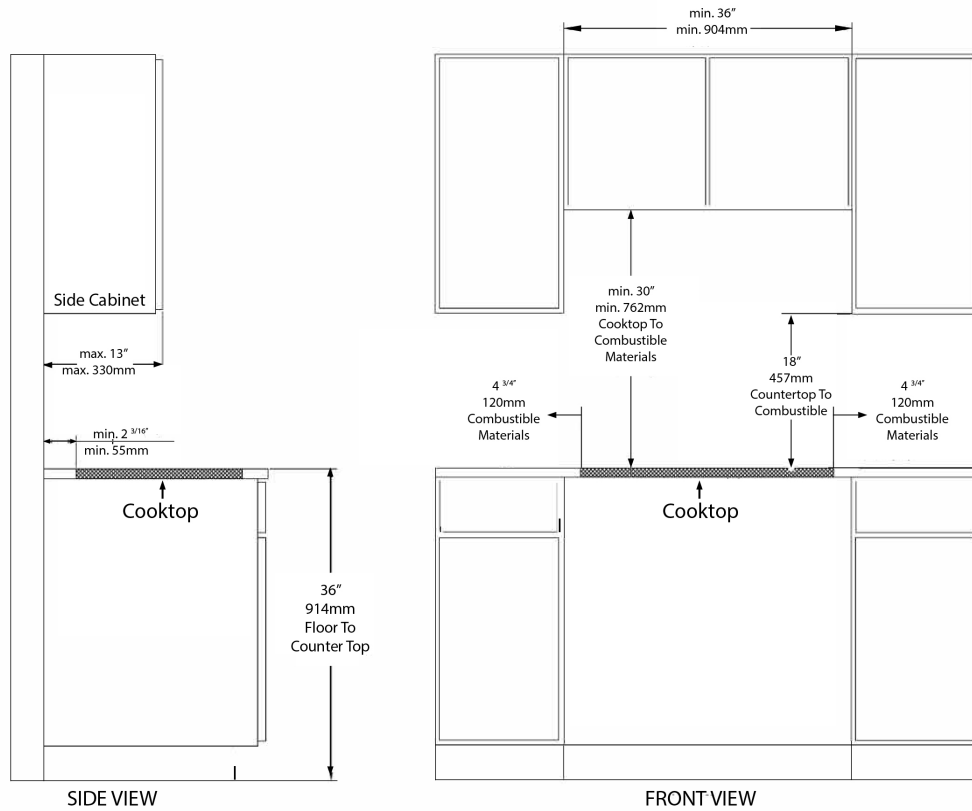 min. 36”
min. 904mm
Side Cabinet
max. 13”
max. 330mm
min. 2 3/16"
min. 55mm
Cooktop
36”
914mm
Floor To
Counter Top
SIDE VIEW
min. 30”
min. 762mm
Cooktop To
Combustible
Materials
18”
457mm
Countertop To
Combustible
4 3/4"
120mm
Combustible
Materials
4 3/4"
120mm
Combustible
Materials
Cooktop
FRONT VIEW